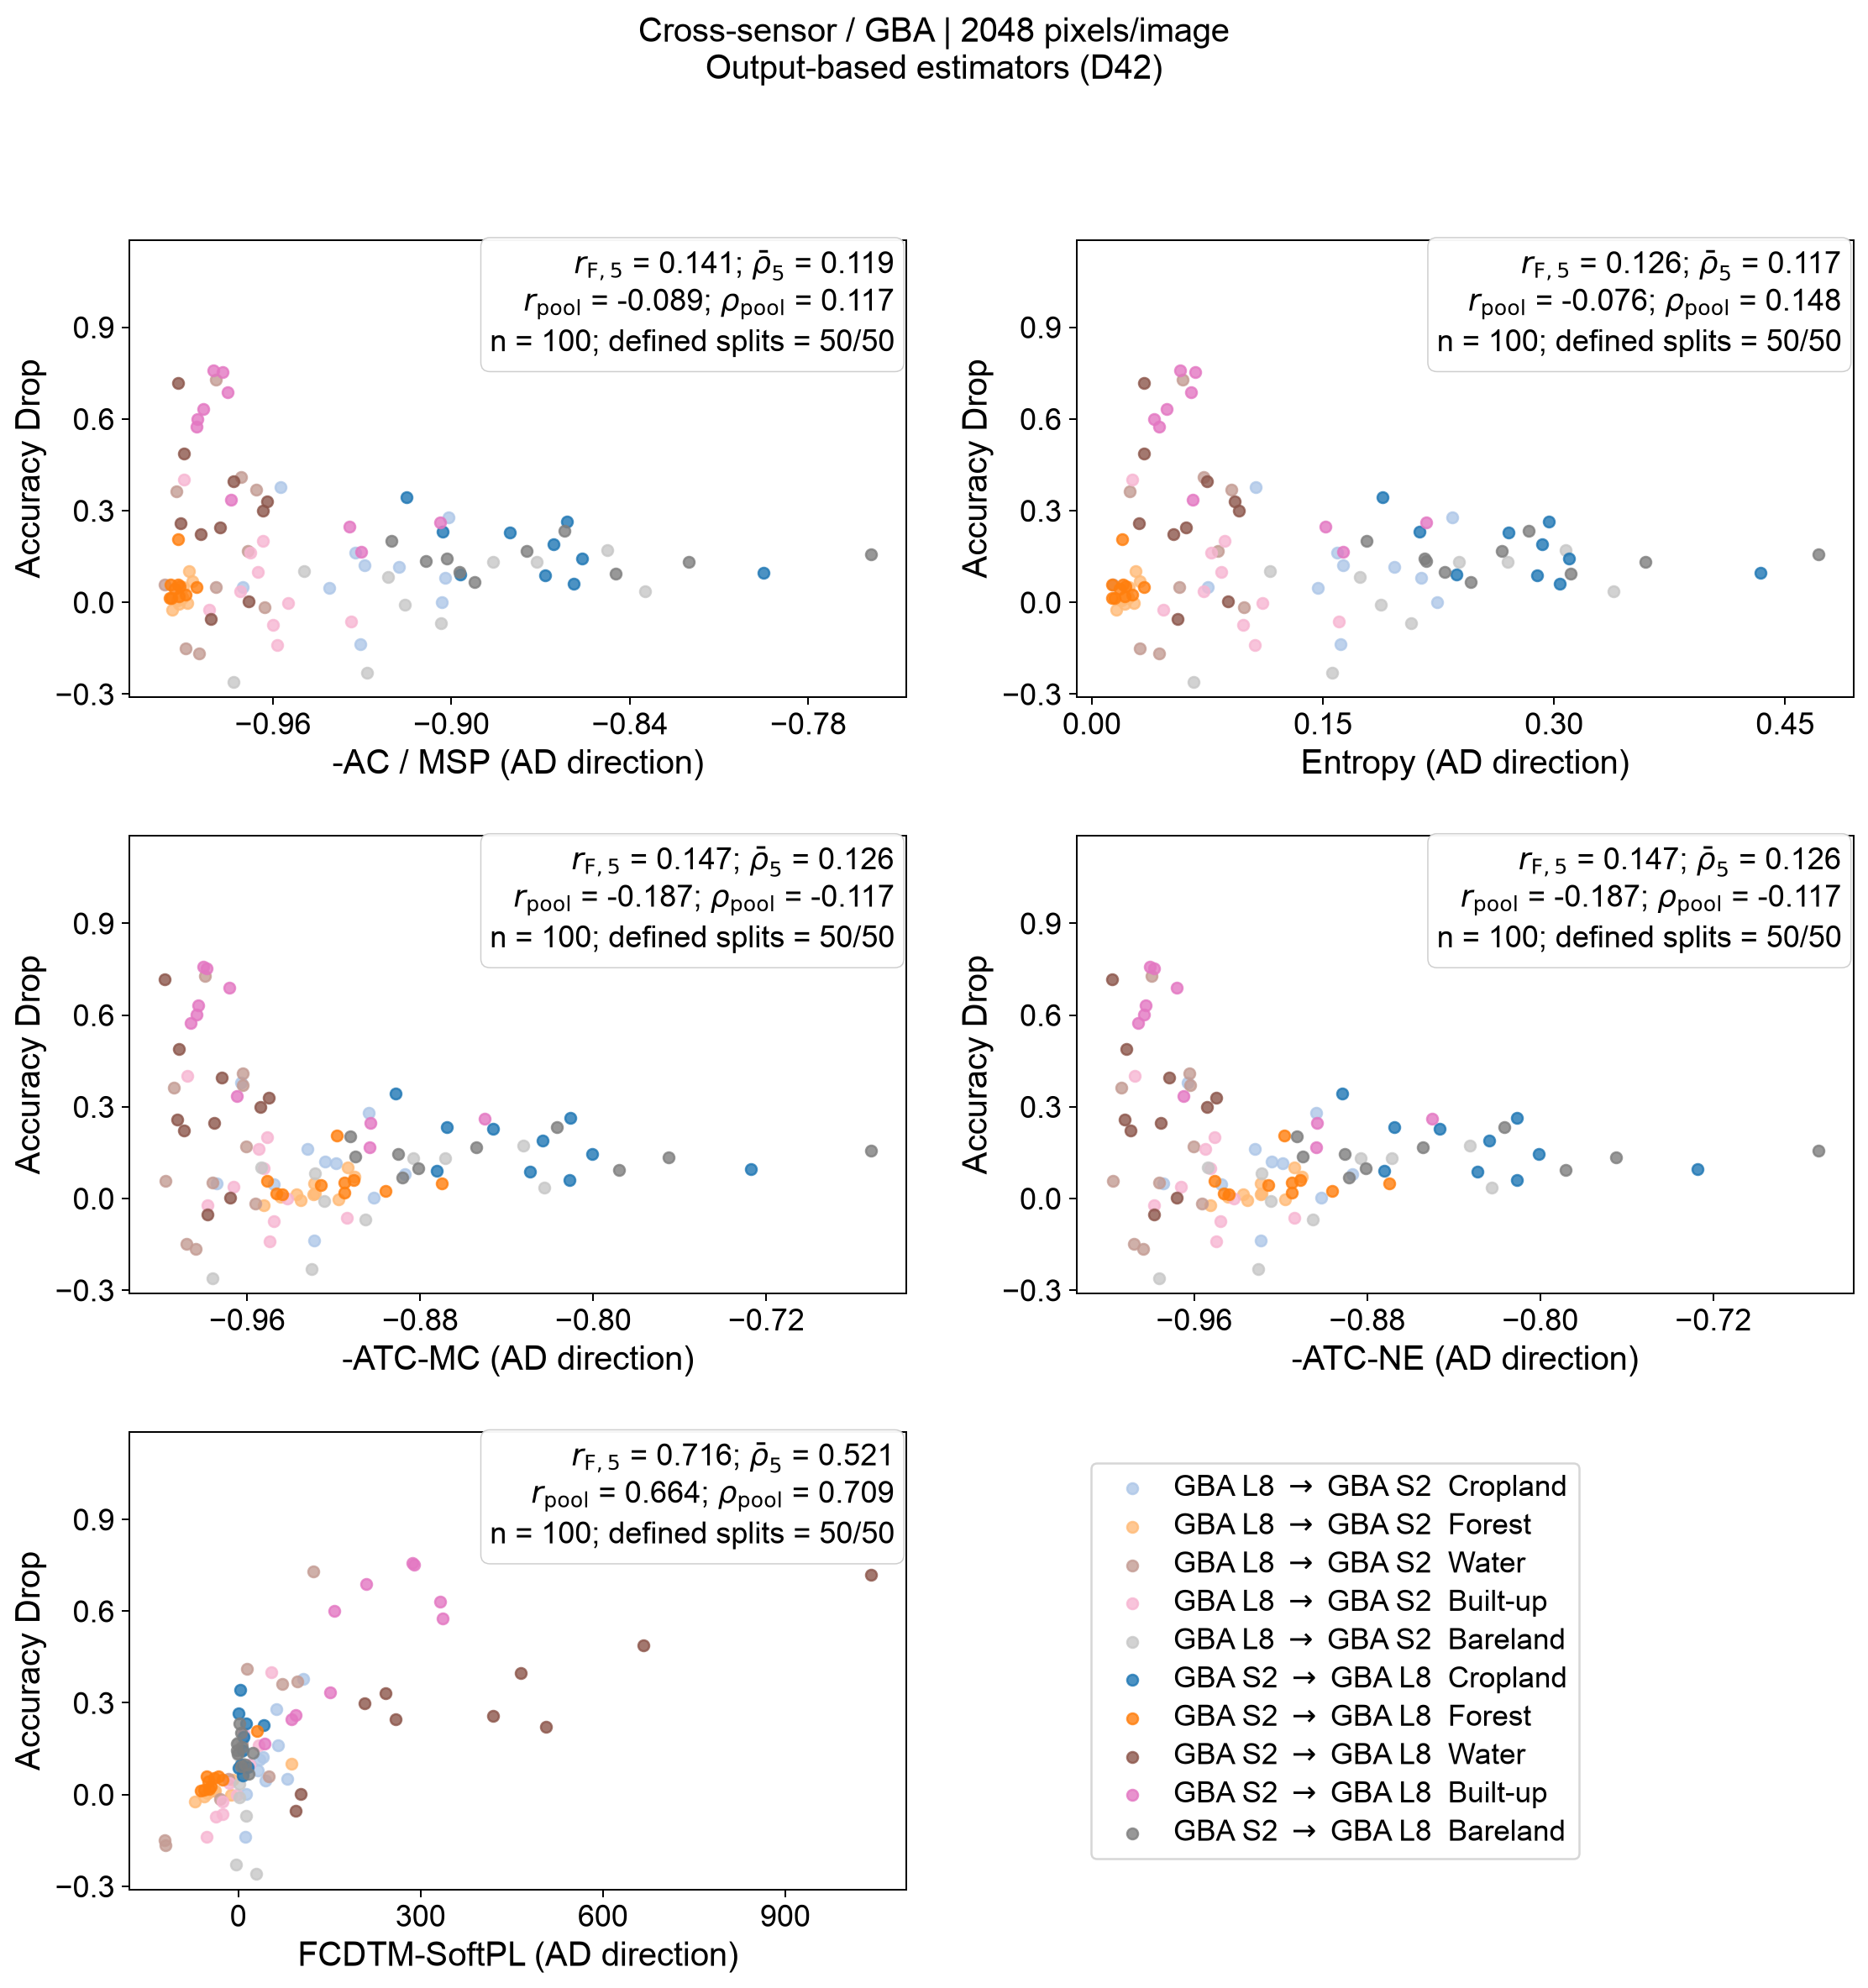 Cross-sensor / GBA | 2048 pixels/image
Output-based estimators (D42)
r_F, 5 = 0.141; ρ̄_5 = 0.119
r_pool = -0.089; ρ_pool = 0.117
n = 100; defined splits = 50/50
Accuracy Drop
0.9
0.6
0.3
0.0
−0.3
−0.96 −0.90 −0.84 −0.78
-AC / MSP (AD direction)
r_F, 5 = 0.126; ρ̄_5 = 0.117
r_pool = -0.076; ρ_pool = 0.148
n = 100; defined splits = 50/50
Accuracy Drop
0.9
0.6
0.3
0.0
−0.3
0.00 0.15 0.30 0.45
Entropy (AD direction)
r_F, 5 = 0.147; ρ̄_5 = 0.126
r_pool = -0.187; ρ_pool = -0.117
n = 100; defined splits = 50/50
Accuracy Drop
0.9
0.6
0.3
0.0
−0.3
−0.96 −0.88 −0.80 −0.72
-ATC-MC (AD direction)
r_F, 5 = 0.147; ρ̄_5 = 0.126
r_pool = -0.187; ρ_pool = -0.117
n = 100; defined splits = 50/50
Accuracy Drop
0.9
0.6
0.3
0.0
−0.3
−0.96 −0.88 −0.80 −0.72
-ATC-NE (AD direction)
r_F, 5 = 0.716; ρ̄_5 = 0.521
r_pool = 0.664; ρ_pool = 0.709
n = 100; defined splits = 50/50
Accuracy Drop
0.9
0.6
0.3
0.0
−0.3
0 300 600 900
FCDTM-SoftPL (AD direction)
GBA L8 → GBA S2 Cropland
GBA L8 → GBA S2 Forest
GBA L8 → GBA S2 Water
GBA L8 → GBA S2 Built-up
GBA L8 → GBA S2 Bareland
GBA S2 → GBA L8 Cropland
GBA S2 → GBA L8 Forest
GBA S2 → GBA L8 Water
GBA S2 → GBA L8 Built-up
GBA S2 → GBA L8 Bareland